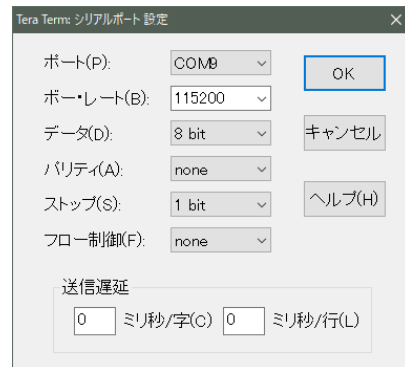 Tera Term: シリアルポート 設定
ポート(P): COM9
OK
ボー・レート(B): 115200
データ(D): 8 bit
キャンセル
パリティ(A): none
ストップ(S): 1 bit
ヘルプ(H)
フロー制御(F): none
送信遅延
0 ミリ秒/字(C) 0 ミリ秒/行(L)